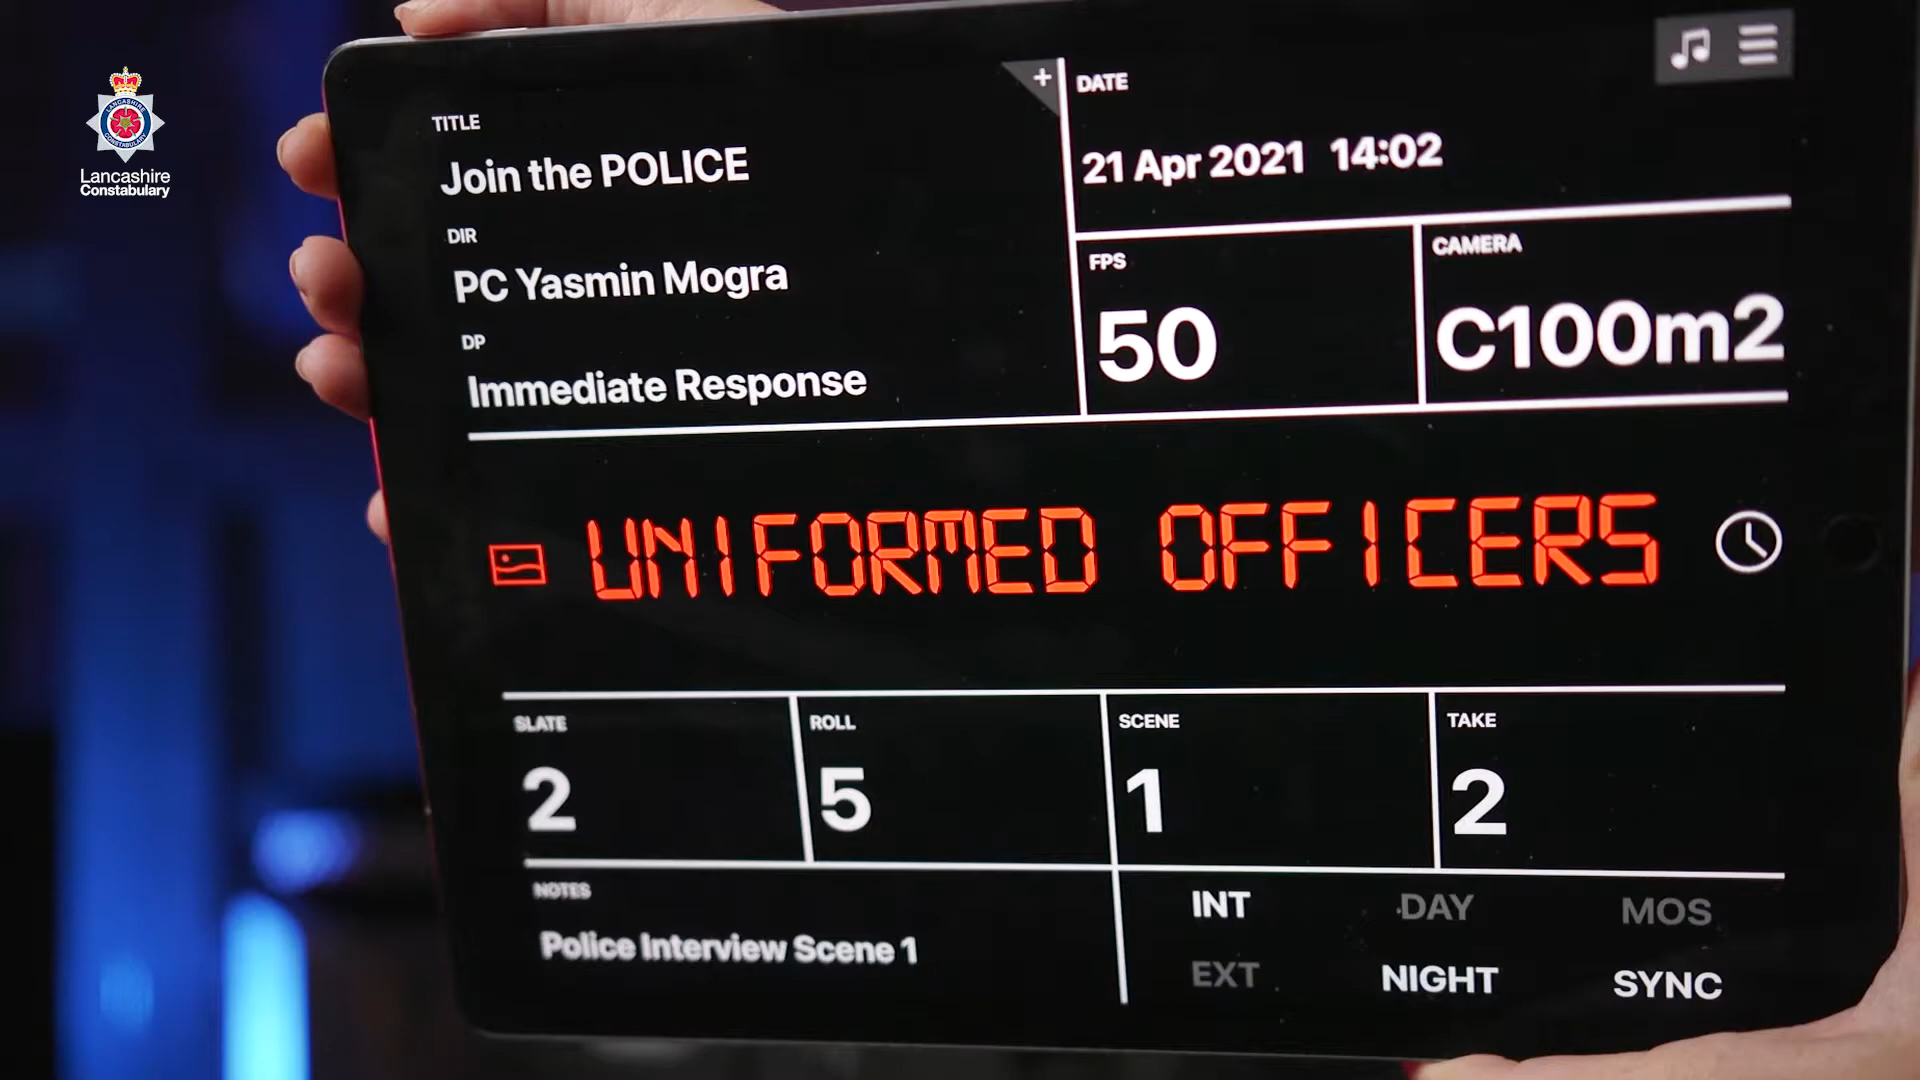 LANCASHIRE
CONSTABULARY
Lancashire
Constabulary
TITLE
Join the POLICE
DIR
PC Yasmin Mogra
DP
Immediate Response
+
DATE
21 Apr 2021 14:02
FPS
50
CAMERA
C100m2
UNIFORMED OFFICERS
SLATE
2
ROLL
5
SCENE
1
TAKE
2
NOTES
Police Interview Scene 1
INT DAY MOS
EXT NIGHT SYNC